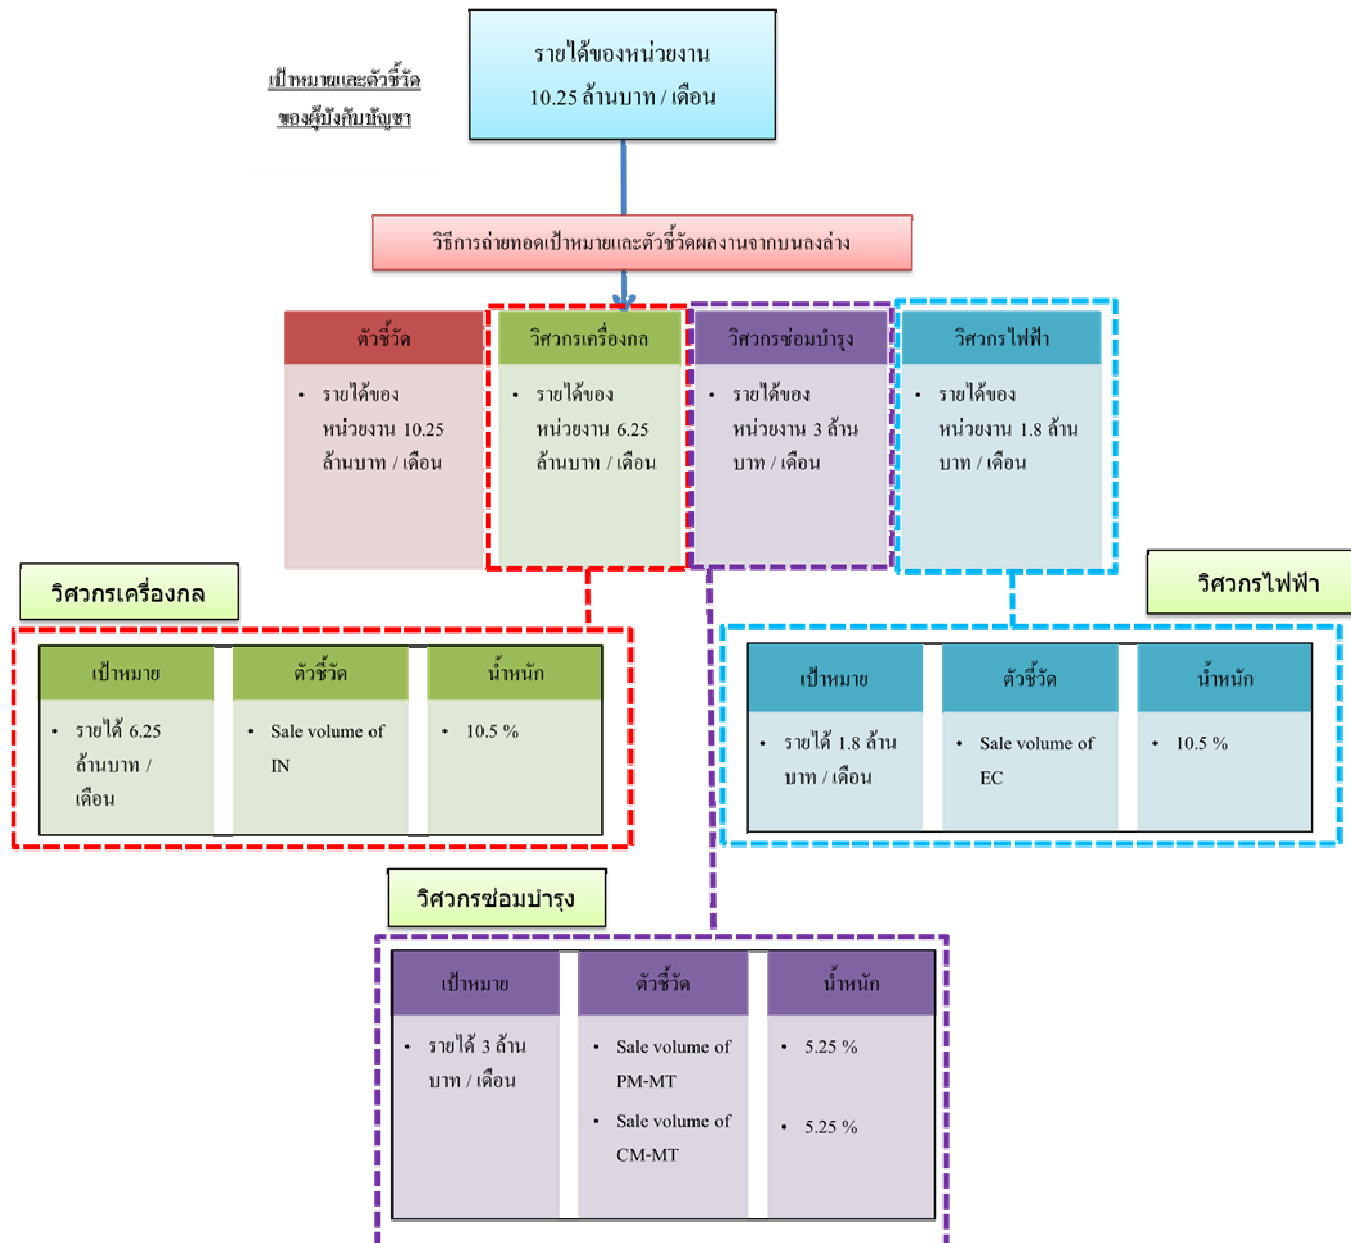 รายได้ของหน่วยงาน
10.25 ล้านบาท / เดือน
เป้าหมายและตัวชี้วัด
ของผู้บังคับบัญชา
วิธีการถ่ายทอดเป้าหมายและตัวชี้วัดผลงานจากบนลงล่าง
ตัวชี้วัด
• รายได้ของ
หน่วยงาน 10.25
ล้านบาท / เดือน
วิศวกรเครื่องกล
• รายได้ของ
หน่วยงาน 6.25
ล้านบาท / เดือน
วิศวกรซ่อมบำรุง
• รายได้ของ
หน่วยงาน 3 ล้าน
บาท / เดือน
วิศวกรไฟฟ้า
• รายได้ของ
หน่วยงาน 1.8 ล้าน
บาท / เดือน
วิศวกรเครื่องกล
เป้าหมาย
• รายได้ 6.25
ล้านบาท /
เดือน
ตัวชี้วัด
• Sale volume of
IN
น้ำหนัก
• 10.5 %
วิศวกรไฟฟ้า
เป้าหมาย
• รายได้ 1.8 ล้าน
บาท / เดือน
ตัวชี้วัด
• Sale volume of
EC
น้ำหนัก
• 10.5 %
วิศวกรซ่อมบำรุง
เป้าหมาย
• รายได้ 3 ล้าน
บาท / เดือน
ตัวชี้วัด
• Sale volume of
PM-MT
• Sale volume of
CM-MT
น้ำหนัก
• 5.25 %
• 5.25 %